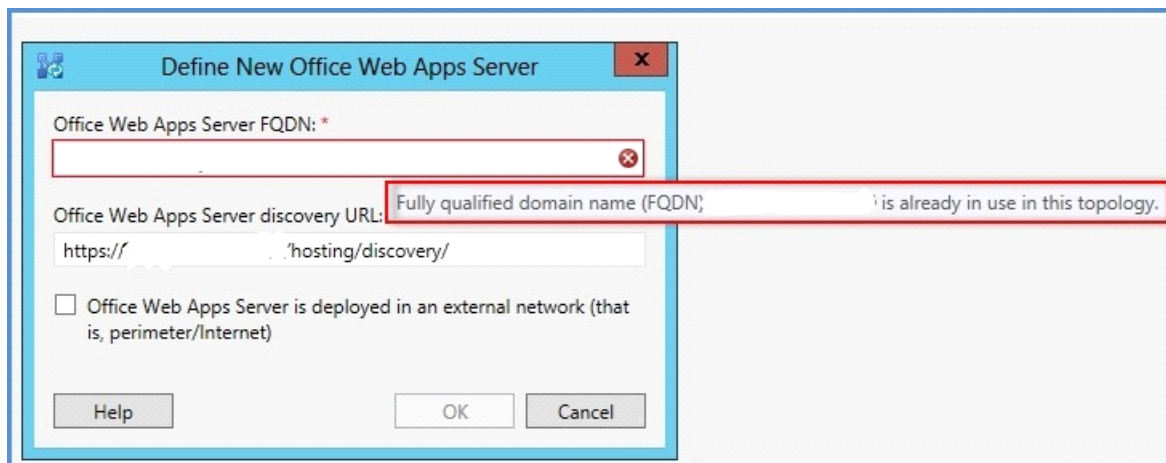 Define New Office Web Apps Server
x
Office Web Apps Server FQDN: *
Fully qualified domain name (FQDN) is already in use in this topology.
Office Web Apps Server discovery URL:
https:// /hosting/discovery/
Office Web Apps Server is deployed in an external network (that
is, perimeter/Internet)
Help
OK
Cancel